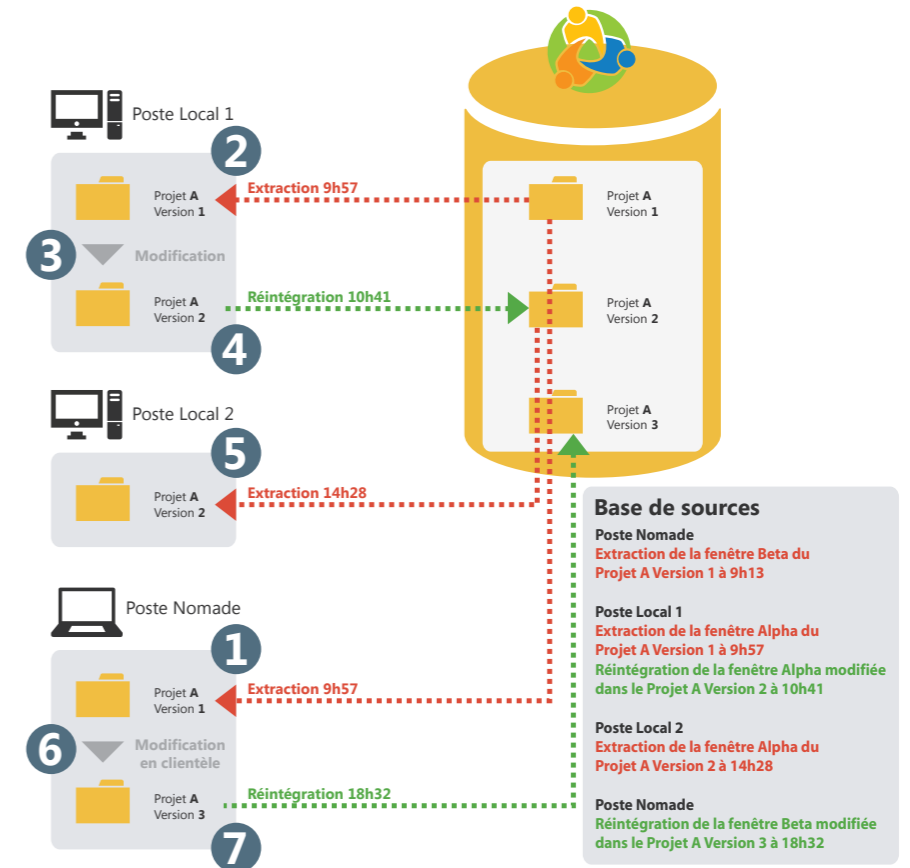 Poste Local 1
2
Extraction 9h57
Projet A
Version 1
Projet A
Version 1
3
Modification
Réintégration 10h41
Projet A
Version 2
Projet A
Version 2
4
Poste Local 2
Projet A
Version 3
5
Extraction 14h28
Projet A
Version 2
Poste Nomade
1
Extraction 9h57
Projet A
Version 1
6
Modification
en clientèle
Réintégration 18h32
Projet A
Version 3
7
Base de sources
Poste Nomade
Extraction de la fenêtre Beta du
Projet A Version 1 à 9h13
Poste Local 1
Extraction de la fenêtre Alpha du
Projet A Version 1 à 9h57
Réintégration de la fenêtre Alpha modifiée
dans le Projet A Version 2 à 10h41
Poste Local 2
Extraction de la fenêtre Alpha du
Projet A Version 2 à 14h28
Poste Nomade
Réintégration de la fenêtre Beta modifiée
dans le Projet A Version 3 à 18h32